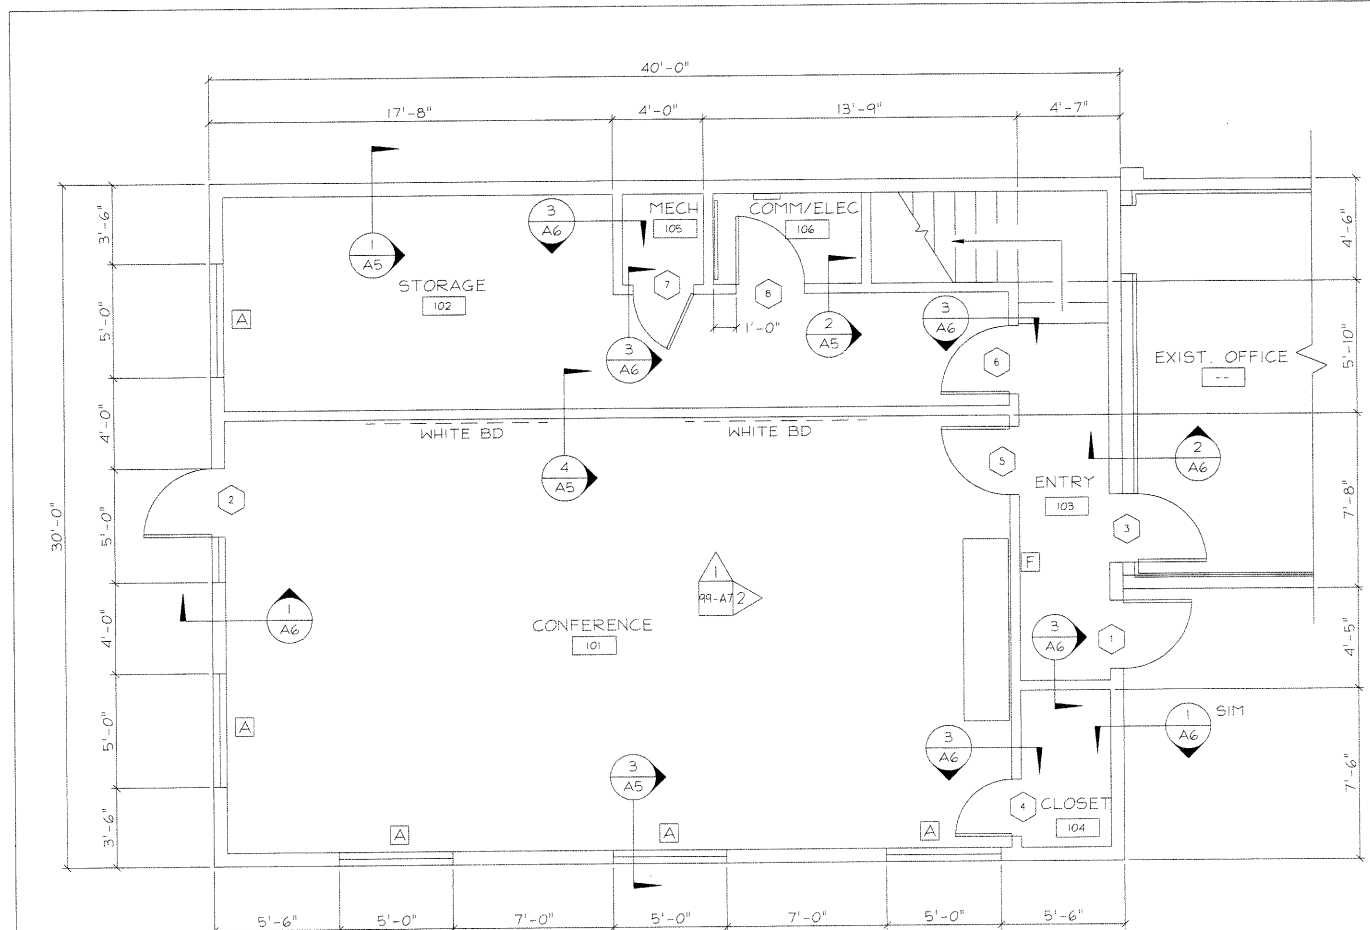 40'-0"
17'-8"
4'-0"
13'-9"
4'-7"
3'-6"
5'-0"
4'-0"
5'-0"
4'-0"
5'-0"
3'-6"
30'-0"
1
A5
STORAGE
102
A
3
A6
MECH
105
7
3
A6
COMM/ELEC
106
8
1'-0"
2
A5
3
A6
6
EXIST. OFFICE
--
4'-6"
5'-10"
7'-8"
4'-5"
7'-6"
WHITE BD
WHITE BD
4
A5
2
5
ENTRY
103
2
A6
3
F
1
99-A7
2
CONFERENCE
101
1
A6
3
A6
1
A
3
A5
3
A6
1
A6
SIM
4
CLOSET
104
A
A
A
5'-6"
5'-0"
7'-0"
5'-0"
7'-0"
5'-0"
5'-6"